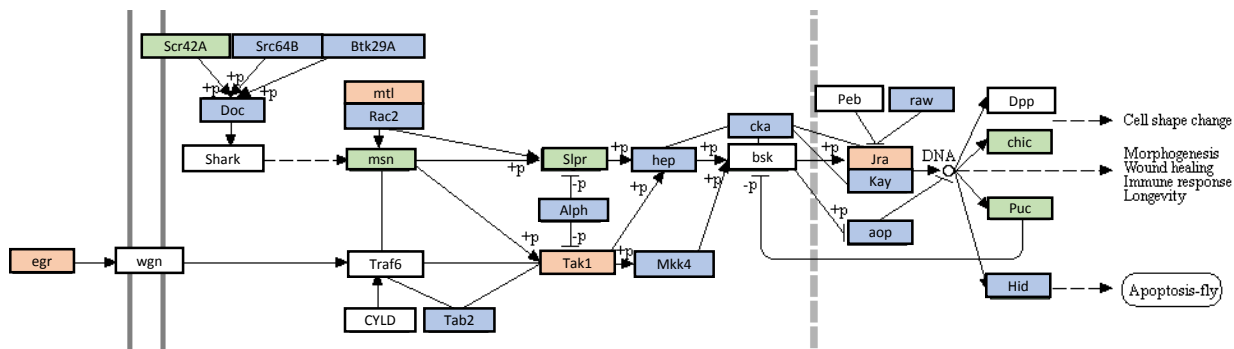 Scr42A Src64B Btk29A
+p
+p +p
Doc
mtl
Rac2
Peb raw
Dpp
cka
Cell shape change
chic
Shark
msn
+p
Slpr
+p
hep
+p
bsk
+p
Jra
DNA
Morphogenesis
Wound healing
Immune response
Longevity
-p
+p
+p
-p
Kay
Alph
+p
Puc
-p
+p
aop
egr
wgn
Traf6
Tak1
+p
Mkk4
Hid
Apoptosis-fly
CYLD
Tab2